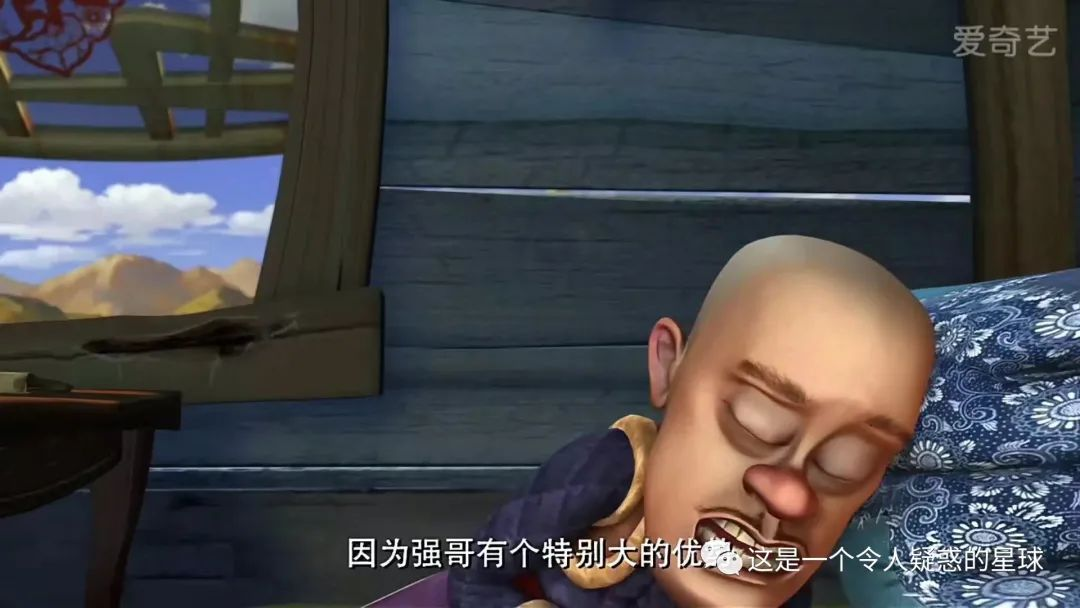 爱奇艺
因为强哥有个特别大的优
这是一个令人疑惑的星球